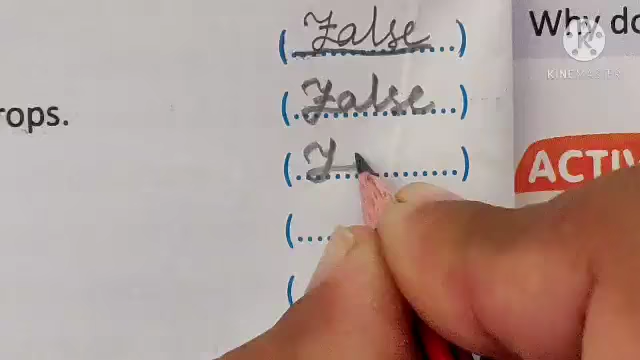 (False) Why do
KINEMASTER
(False)
rops.
(F
ACTIV
(....
(